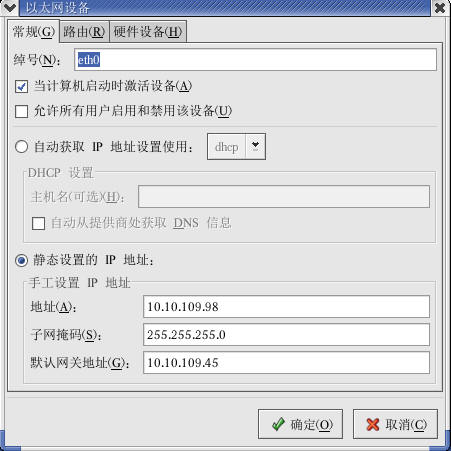 以太网设备
常规(G) 路由(R) 硬件设备(H)
绰号(N): eth0
当计算机启动时激活设备(A)
允许所有用户启用和禁用该设备(U)
自动获取 IP 地址设置使用: dhcp
DHCP 设置
主机名(可选)(H):
自动从提供商处获取 DNS 信息
静态设置的 IP 地址:
手工设置 IP 地址
地址(A): 10.10.109.98
子网掩码(S): 255.255.255.0
默认网关地址(G): 10.10.109.45
确定(O) 取消(C)